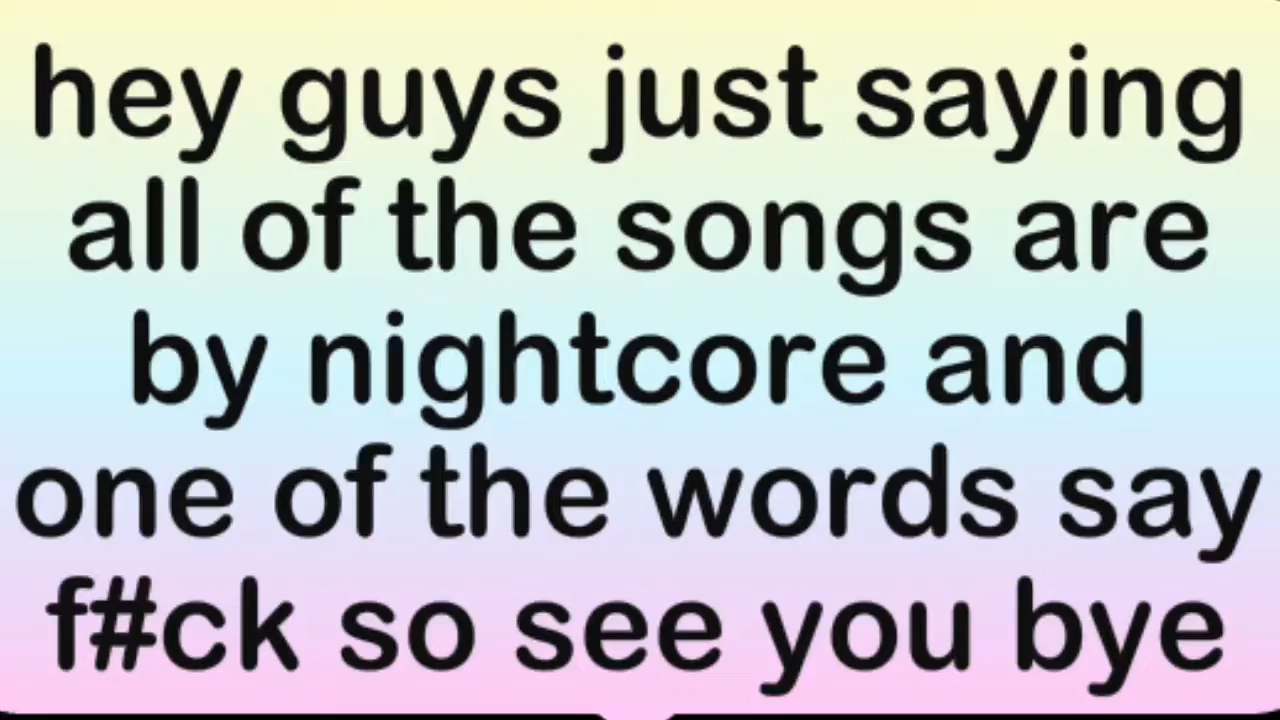 hey guys just saying
all of the songs are
by nightcore and
one of the words say
f#ck so see you bye